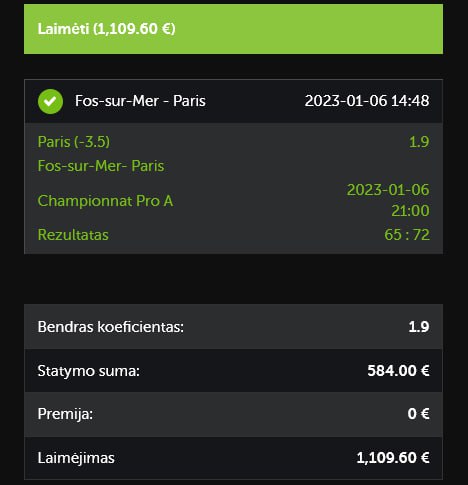 Laimėti (1,109.60 €)
Fos-sur-Mer - Paris 2023-01-06 14:48
Paris (-3.5) 1.9
Fos-sur-Mer- Paris
Championnat Pro A 2023-01-06
21:00
Rezultatas 65 : 72
Bendras koeficientas: 1.9
Statymo suma: 584.00 €
Premija: 0 €
Laimėjimas 1,109.60 €